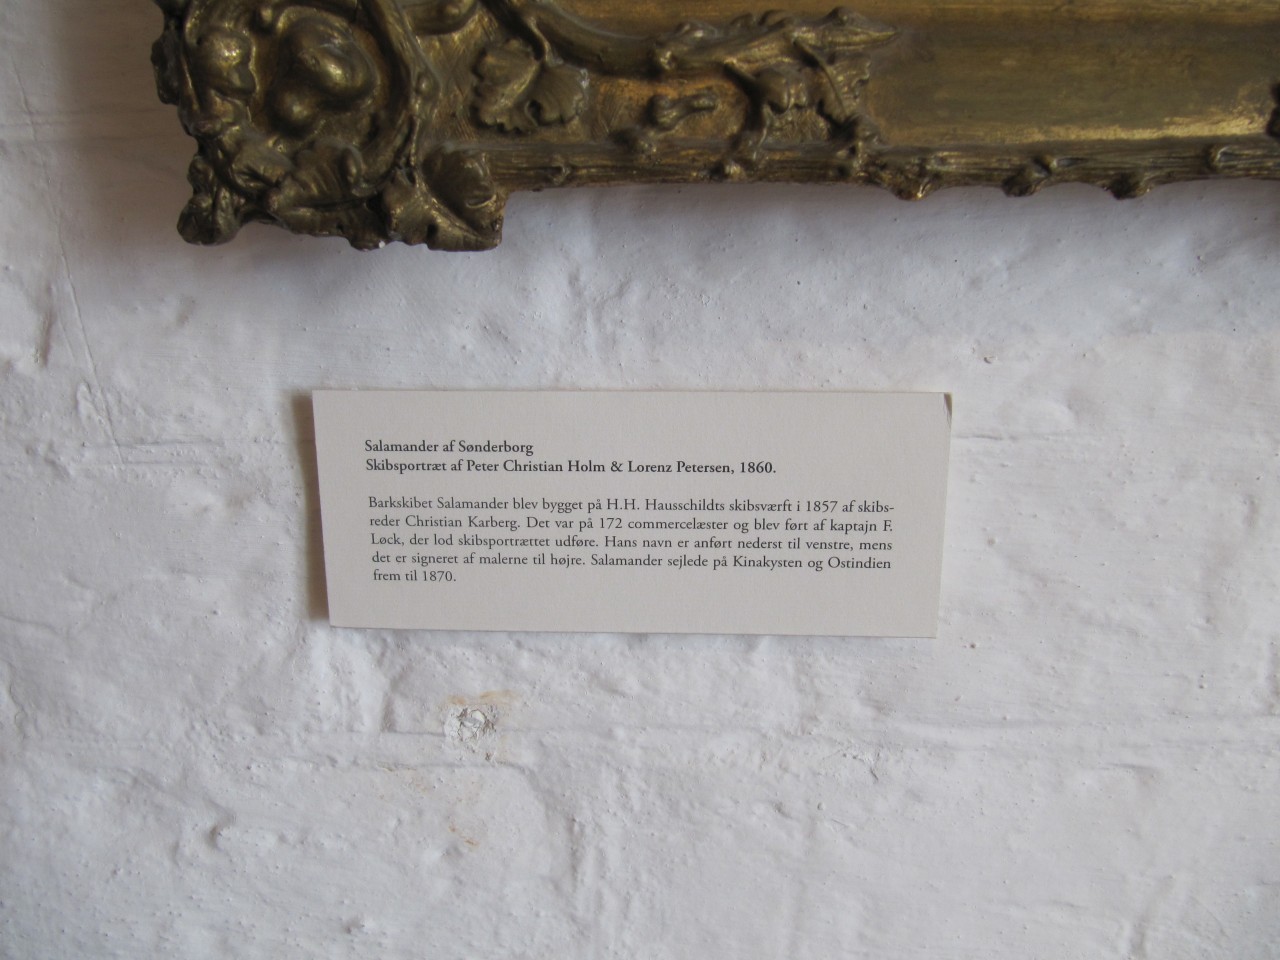 Salamander af Sønderborg
Skibsportræt af Peter Christian Holm & Lorenz Petersen, 1860.
Barkskibet Salamander blev bygget på H.H. Hausschildts skibsværft i 1857 af skibs-
reder Christian Karberg. Det var på 172 commercelæster og blev ført af kaptajn F.
Løck, der lod skibsportrættet udføre. Hans navn er anført nederst til venstre, mens
det er signeret af malerne til højre. Salamander sejlede på Kinakysten og Ostindien
frem til 1870.